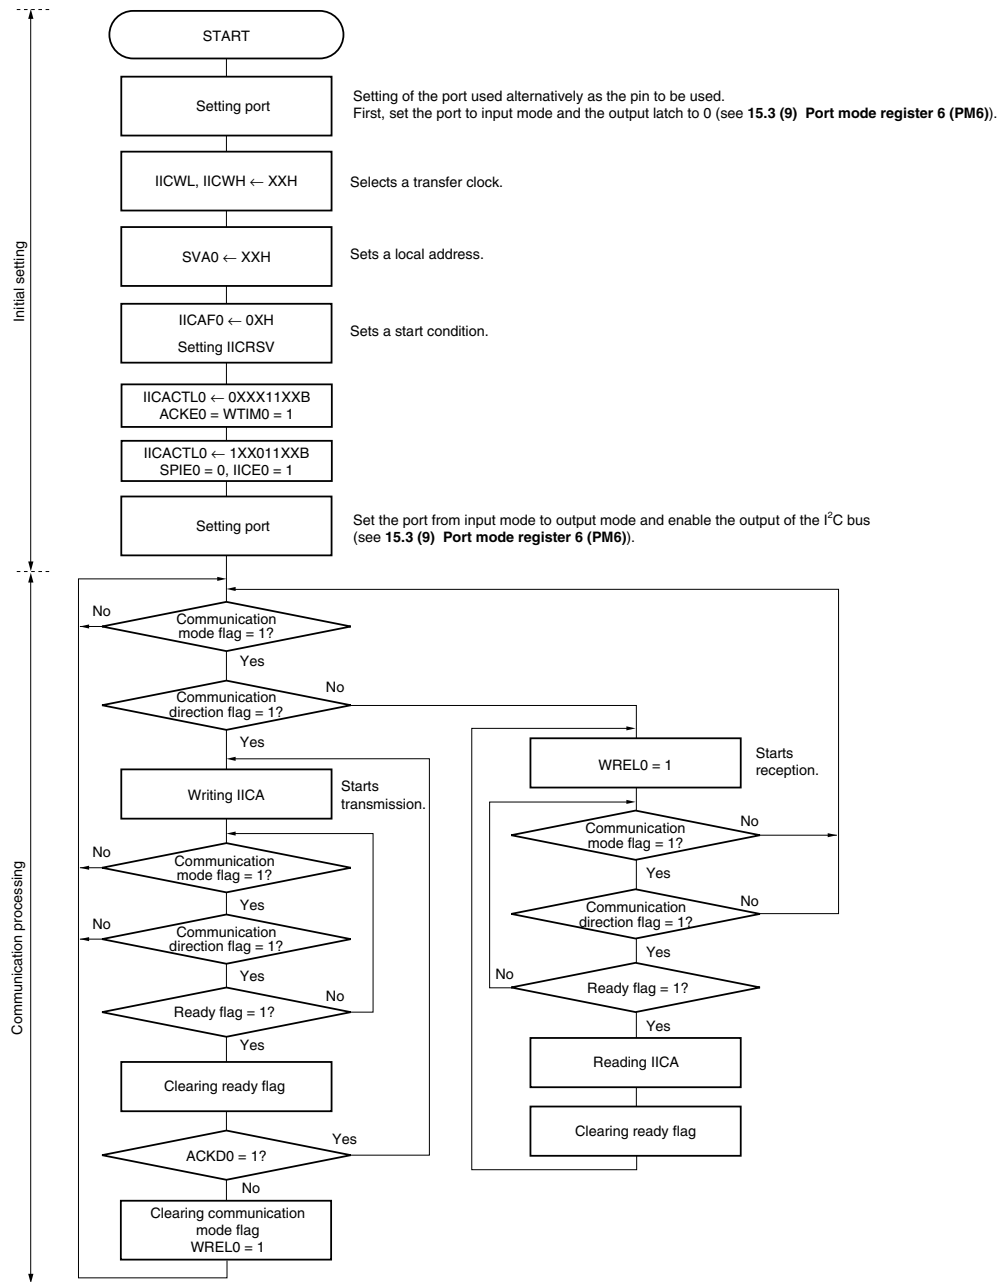 START
Setting port
Setting of the port used alternatively as the pin to be used.
First, set the port to input mode and the output latch to 0 (see 15.3 (9) Port mode register 6 (PM6)).
IICWL, IICWH ← XXH
Selects a transfer clock.
SVA0 ← XXH
Sets a local address.
IICAF0 ← 0XH
Setting IICRSV
Sets a start condition.
IICACTL0 ← 0XXX11XXB
ACKE0 = WTIM0 = 1
IICACTL0 ← 1XX011XXB
SPIE0 = 0, IICE0 = 1
Setting port
Set the port from input mode to output mode and enable the output of the I²C bus
(see 15.3 (9) Port mode register 6 (PM6)).
Initial setting
Communication processing
No
Communication
mode flag = 1?
Yes
Communication
direction flag = 1?
No
Yes
Writing IICA
Starts
transmission.
No
Communication
mode flag = 1?
Yes
No
Communication
direction flag = 1?
Yes
Ready flag = 1?
No
Yes
Clearing ready flag
ACKD0 = 1?
Yes
No
Clearing communication
mode flag
WREL0 = 1
WREL0 = 1
Starts
reception.
Communication
mode flag = 1?
No
Yes
Communication
direction flag = 1?
No
Yes
No
Ready flag = 1?
Yes
Reading IICA
Clearing ready flag